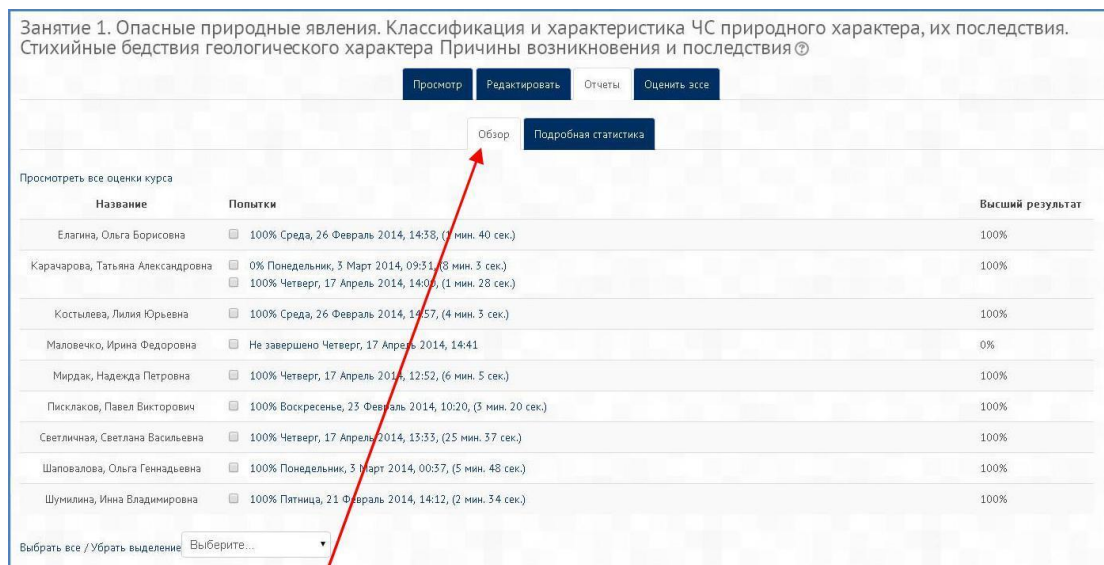 Занятие 1. Опасные природные явления. Классификация и характеристика ЧС природного характера, их последствия.
Стихийные бедствия геологического характера Причины возникновения и последствия
Просмотр Редактировать Отчеты Оценить эссе
Обзор Подробная статистика
Просмотреть все оценки курса
Название Попытки Высший результат
Елагина, Ольга Борисовна 100% Среда, 26 Февраль 2014, 14:38, (1 мин. 40 сек.) 100%
Карачарова, Татьяна Александровна 0% Понедельник, 3 Март 2014, 09:31, (8 мин. 3 сек.) 100%
100% Четверг, 17 Апрель 2014, 14:00, (1 мин. 28 сек.)
Костылева, Лилия Юрьевна 100% Среда, 26 Февраль 2014, 14:57, (4 мин. 3 сек.) 100%
Маловечко, Ирина Федоровна Не завершено Четверг, 17 Апрель 2014, 14:41 0%
Мирдак, Надежда Петровна 100% Четверг, 17 Апрель 2014, 12:52, (6 мин. 5 сек.) 100%
Писклаков, Павел Викторович 100% Воскресенье, 23 Февраль 2014, 10:20, (3 мин. 20 сек.) 100%
Светличная, Светлана Васильевна 100% Четверг, 17 Апрель 2014, 13:33, (25 мин. 37 сек.) 100%
Шаповалова, Ольга Геннадьевна 100% Понедельник, 3 Март 2014, 00:37, (5 мин. 48 сек.) 100%
Шумилина, Инна Владимировна 100% Пятница, 21 Февраль 2014, 14:12, (2 мин. 34 сек.) 100%
Выбрать все / Убрать выделение Выберите...